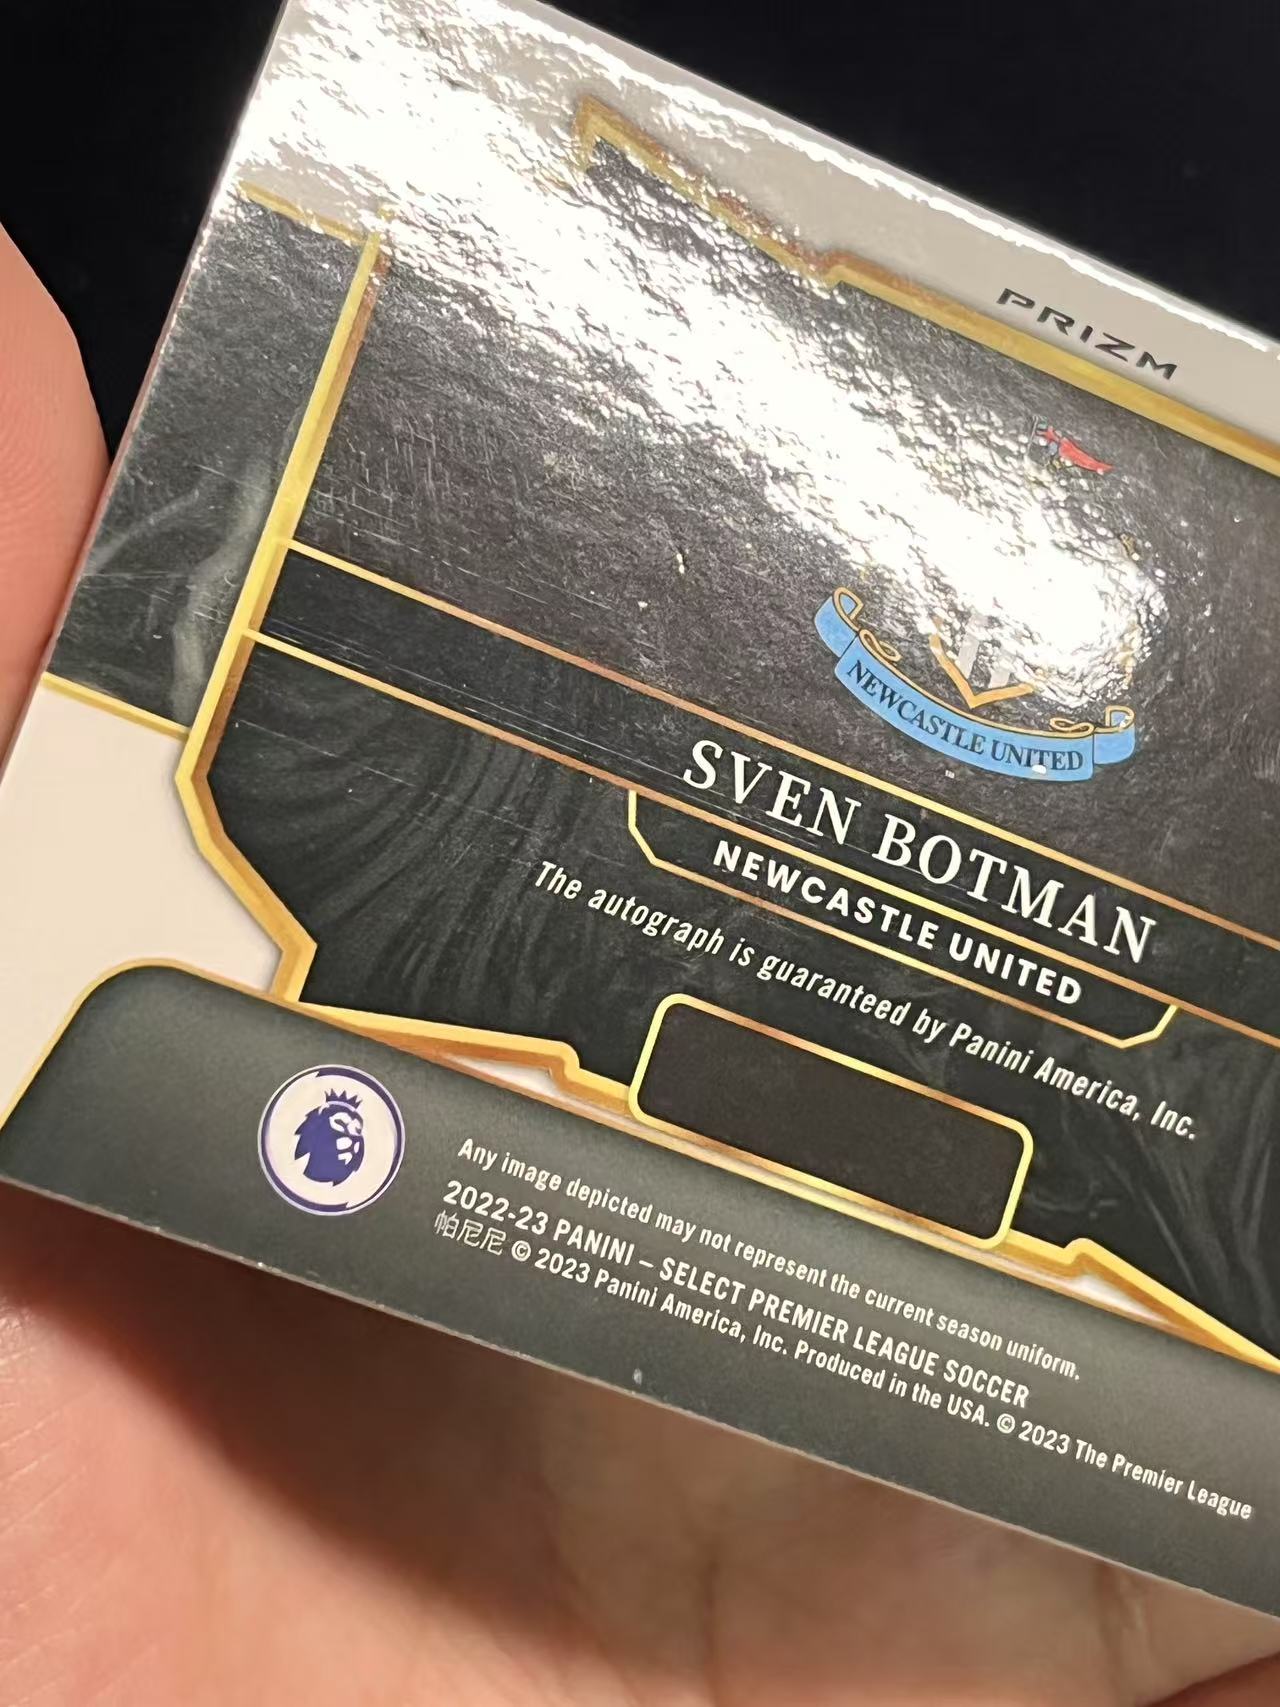 PRIZM
NEWCASTLE UNITED
SVEN BOTMAN
NEWCASTLE UNITED
The autograph is guaranteed by Panini America, Inc.
Any image depicted may not represent the current season uniform.
2022-23 PANINI – SELECT PREMIER LEAGUE SOCCER
帕尼尼 © 2023 Panini America, Inc. Produced in the USA. © 2023 The Premier League